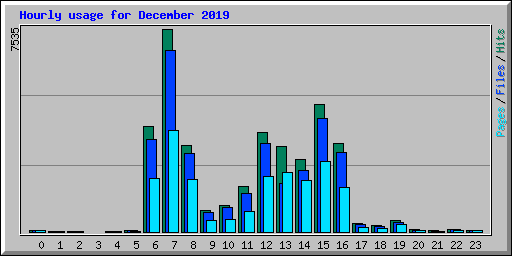 Hourly usage for December 2019
7535
Pages/Files/Hits
0 1 2 3 4 5 6 7 8 9 10 11 12 13 14 15 16 17 18 19 20 21 22 23